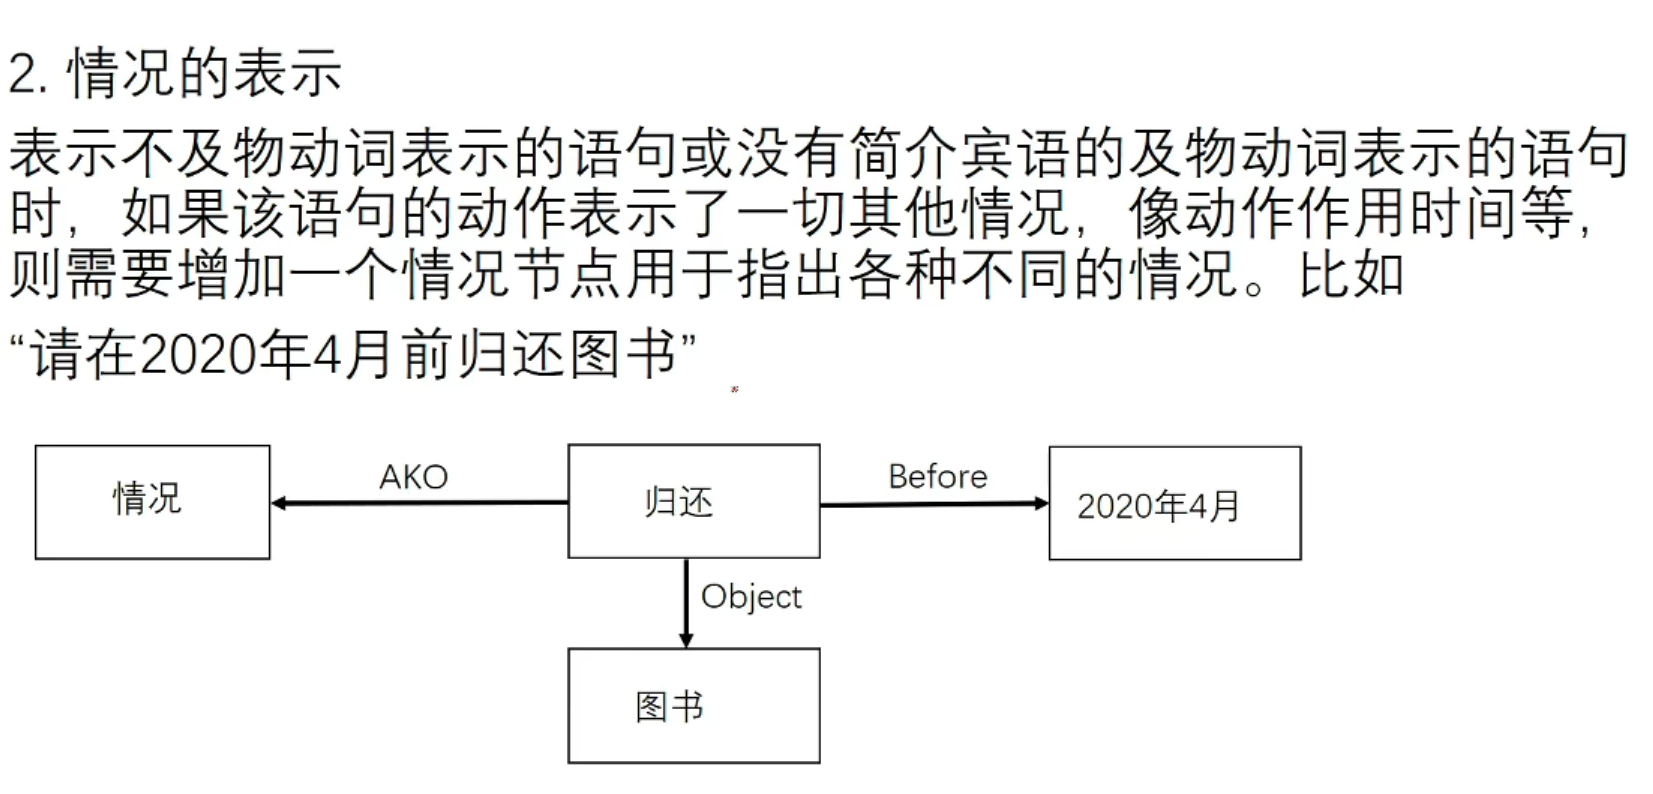 2. 情况的表示
表示不及物动词表示的语句或没有简介宾语的及物动词表示的语句
时，如果该语句的动作表示了一切其他情况，像动作作用时间等，
则需要增加一个情况节点用于指出各种不同的情况。比如
“请在2020年4月前归还图书”
情况
AKO
归还
Before
2020年4月
Object
图书